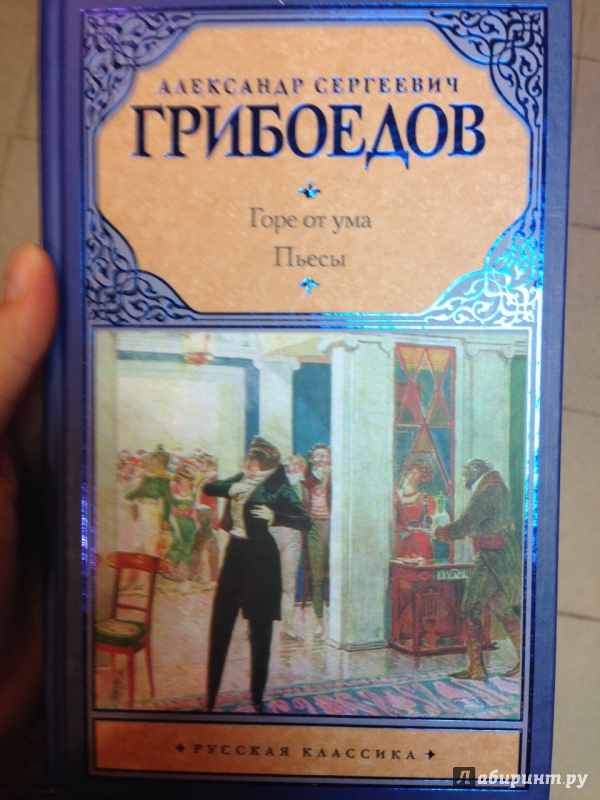 АЛЕКСАНДР СЕРГЕЕВИЧ
ГРИБОЕДОВ
Горе от ума
Пьесы
РУССКАЯ КЛАССИКА
Лабиринт.ру